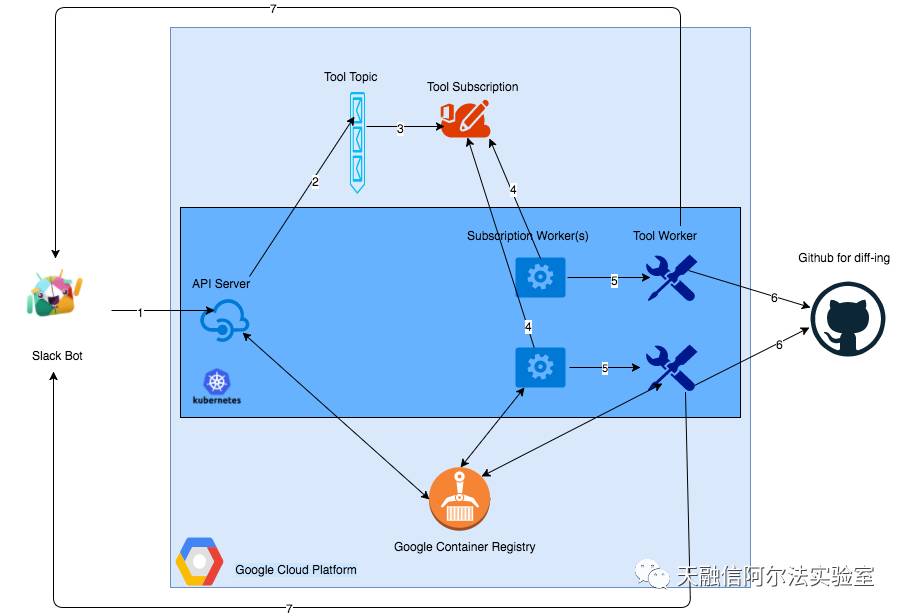 7
Tool Topic
Tool Subscription
3
2
4
Subscription Worker(s)
Tool Worker
Github for diff-ing
API Server
5
6
1
4
6
Slack Bot
5
kubernetes
Google Container Registry
Google Cloud Platform
天融信阿尔法实验室
7